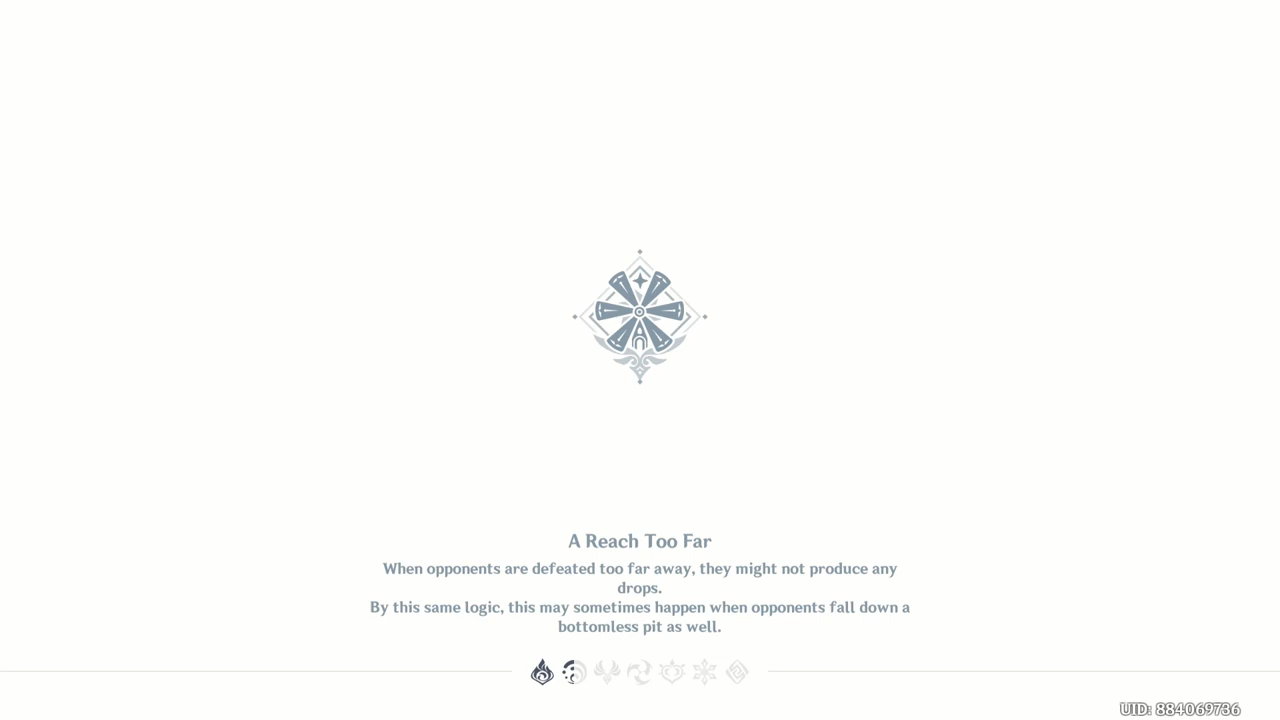 A Reach Too Far
When opponents are defeated too far away, they might not produce any
drops.
By this same logic, this may sometimes happen when opponents fall down a
bottomless pit as well.
UID: 884069736